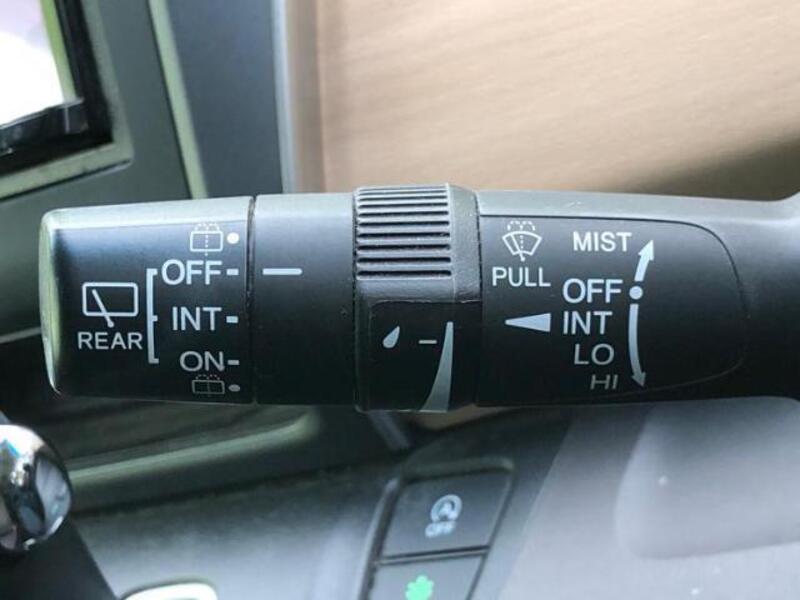 REAR
OFF
INT
ON
PULL
MIST
OFF
INT
LO
HI
OFF